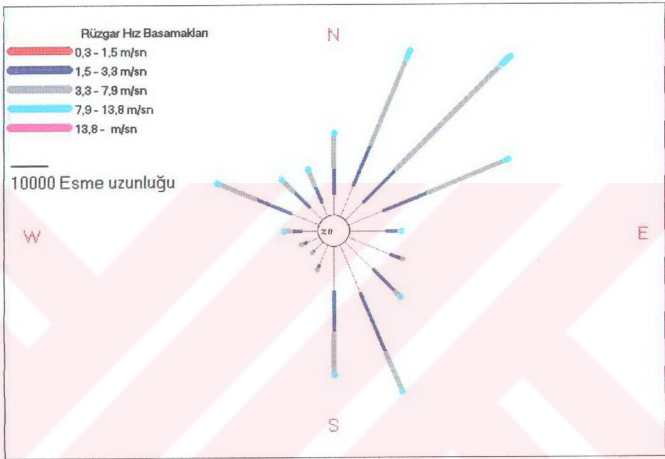 Rüzgar Hız Basamakları
0,3 - 1,5 m/sn
1,5 - 3,3 m/sn
3,3 - 7,9 m/sn
7,9 - 13,8 m/sn
13,8 - m/sn
10000 Esme uzunluğu
N
W
E
S